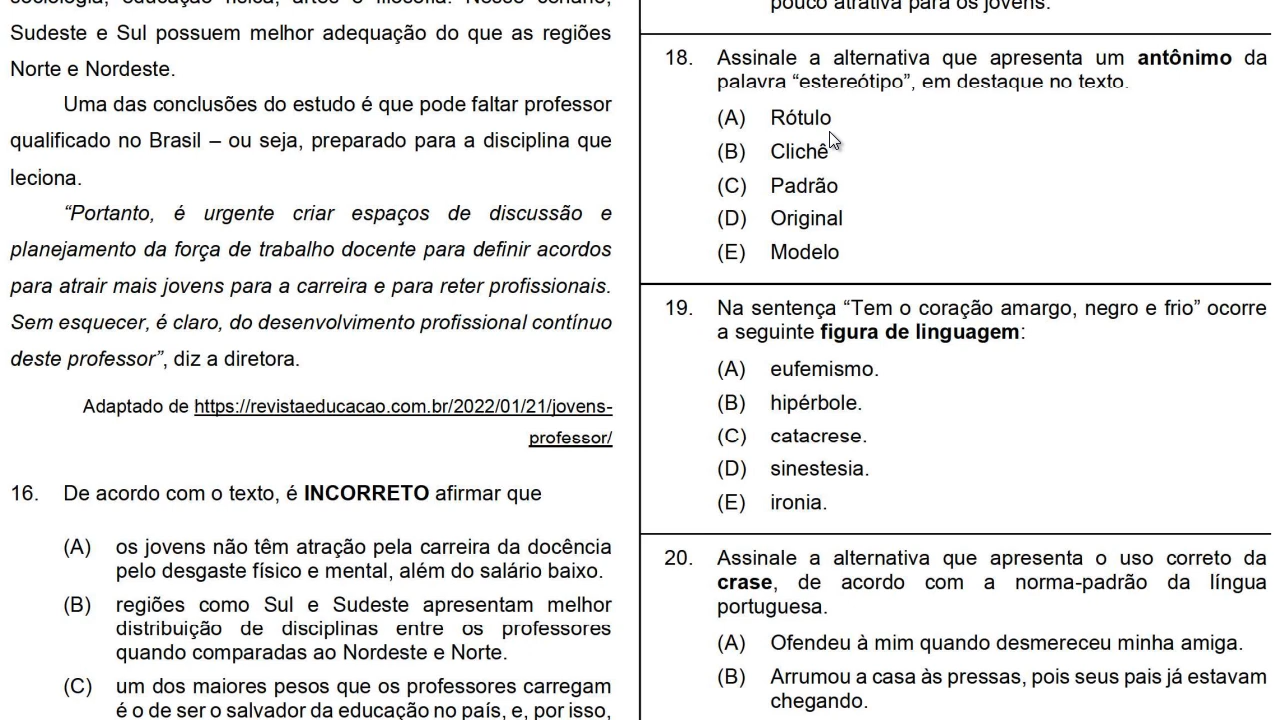 sociologia, educação física, artes e filosofia. Nesse cenário,
Sudeste e Sul possuem melhor adequação do que as regiões
Norte e Nordeste.
Uma das conclusões do estudo é que pode faltar professor
qualificado no Brasil – ou seja, preparado para a disciplina que
leciona.
“Portanto, é urgente criar espaços de discussão e
planejamento da força de trabalho docente para definir acordos
para atrair mais jovens para a carreira e para reter profissionais.
Sem esquecer, é claro, do desenvolvimento profissional contínuo
deste professor”, diz a diretora.
Adaptado de https://revistaeducacao.com.br/2022/01/21/jovens-
professor/
16. De acordo com o texto, é INCORRETO afirmar que
(A) os jovens não têm atração pela carreira da docência
pelo desgaste físico e mental, além do salário baixo.
(B) regiões como Sul e Sudeste apresentam melhor
distribuição de disciplinas entre os professores
quando comparadas ao Nordeste e Norte.
(C) um dos maiores pesos que os professores carregam
é o de ser o salvador da educação no país, e, por isso,
pouco atrativa para os jovens.
18. Assinale a alternativa que apresenta um antônimo da
palavra “estereótipo”, em destaque no texto.
(A) Rótulo
(B) Clichê
(C) Padrão
(D) Original
(E) Modelo
19. Na sentença “Tem o coração amargo, negro e frio” ocorre
a seguinte figura de linguagem:
(A) eufemismo.
(B) hipérbole.
(C) catacrese.
(D) sinestesia.
(E) ironia.
20. Assinale a alternativa que apresenta o uso correto da
crase, de acordo com a norma-padrão da língua
portuguesa.
(A) Ofendeu à mim quando desmereceu minha amiga.
(B) Arrumou a casa às pressas, pois seus pais já estavam
chegando.